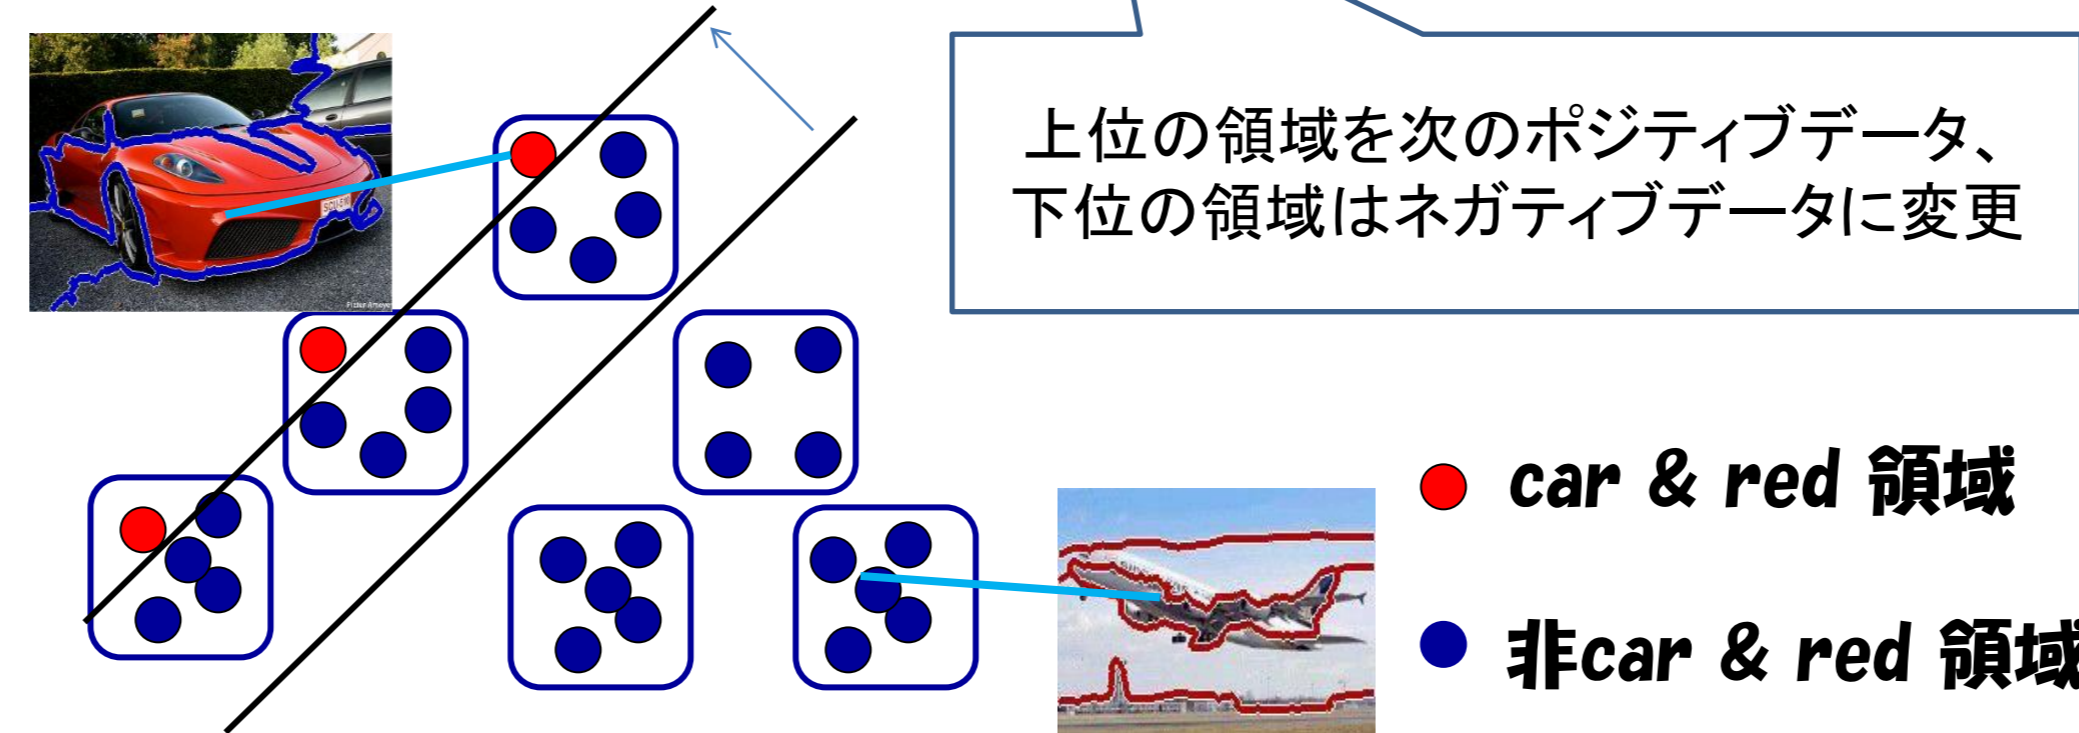 上位の領域を次のポジティブデータ、
下位の領域はネガティブデータに変更
car & red 領域
非car & red 領域